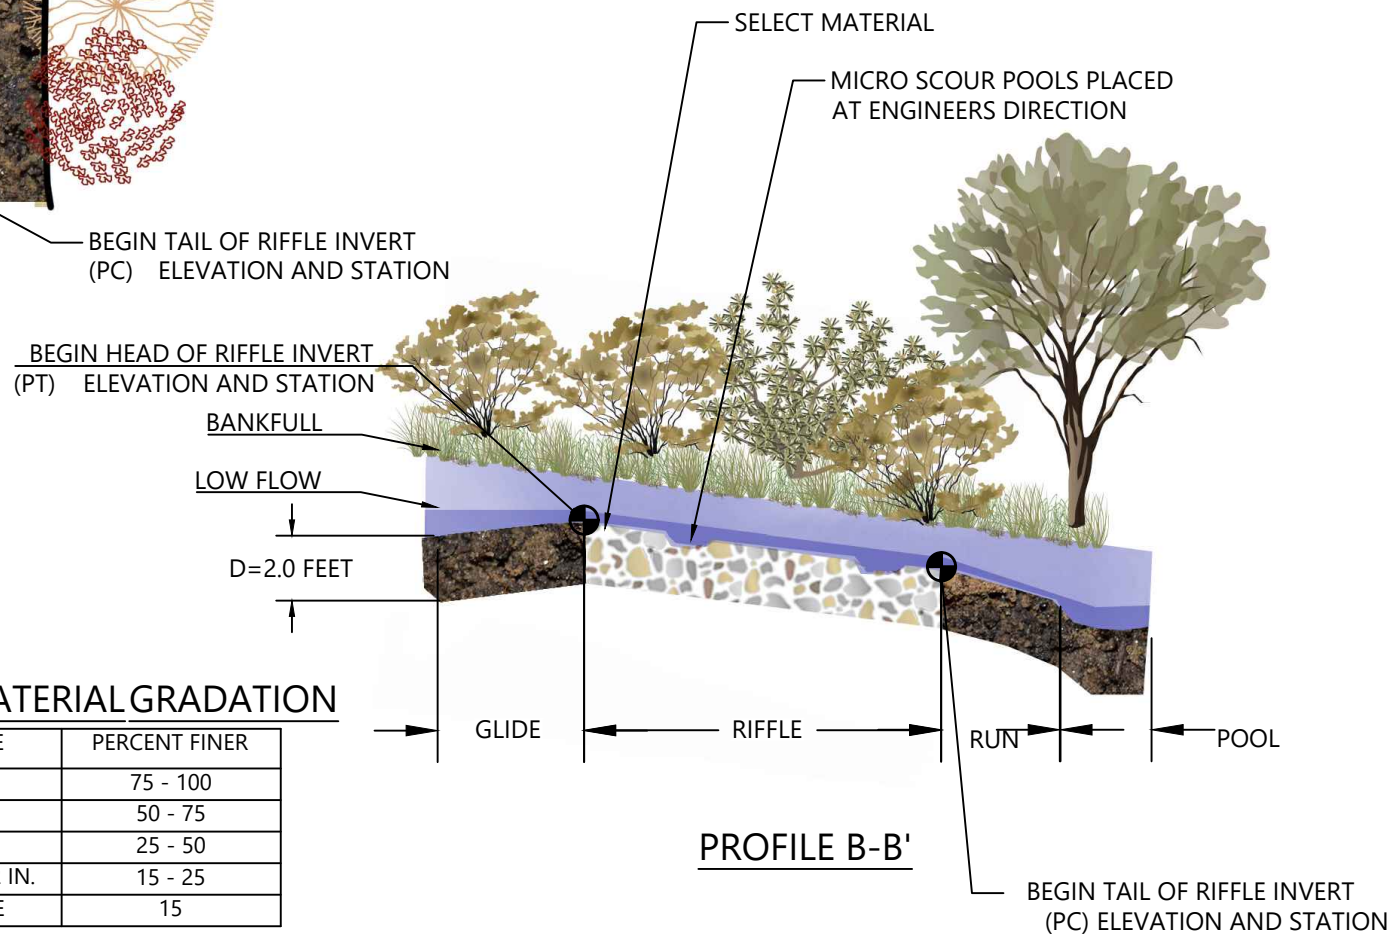 SELECT MATERIAL
MICRO SCOUR POOLS PLACED
AT ENGINEERS DIRECTION
BEGIN TAIL OF RIFFLE INVERT
(PC) ELEVATION AND STATION
BEGIN HEAD OF RIFFLE INVERT
(PT) ELEVATION AND STATION
BANKFULL
LOW FLOW
D=2.0 FEET
GLIDE
RIFFLE
RUN
POOL
ATERIAL GRADATION
E PERCENT FINER
75 - 100
50 - 75
25 - 50
IN. 15 - 25
E 15
PROFILE B-B'
BEGIN TAIL OF RIFFLE INVERT
(PC) ELEVATION AND STATION